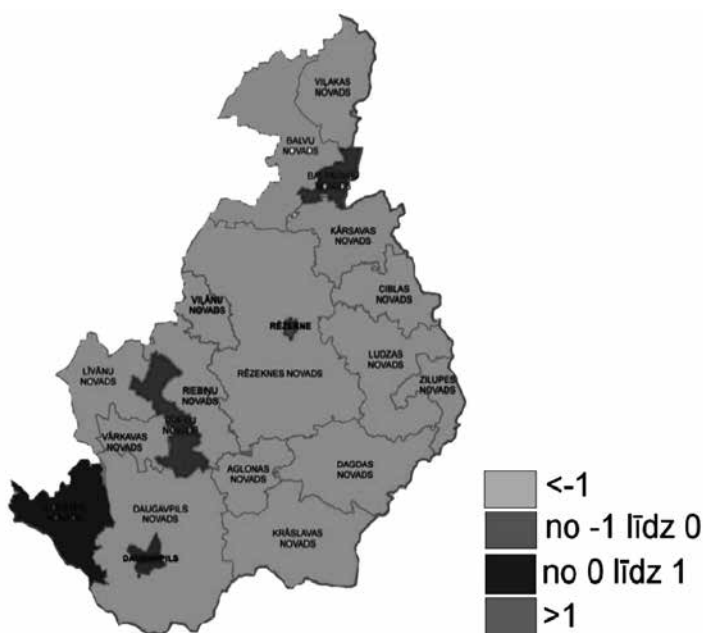 VIĻAKAS
NOVADS
BALVU
NOVADS
KĀRSAVAS
NOVADS
CIBLAS
NOVADS
VIĻĀNU
NOVADS
RĒZEKNE
LUDZAS
NOVADS
ZILUPES
NOVADS
RĒZEKNES NOVADS
LĪVĀNU
NOVADS
RIEBIŅU
NOVADS
VĀRKAVAS
NOVADS
AGLONAS
NOVADS
DAGDAS
NOVADS
DAUGAVPILS
NOVADS
KRĀSLAVAS
NOVADS
DAUGAVPILS
<-1
no -1 līdz 0
no 0 līdz 1
>1